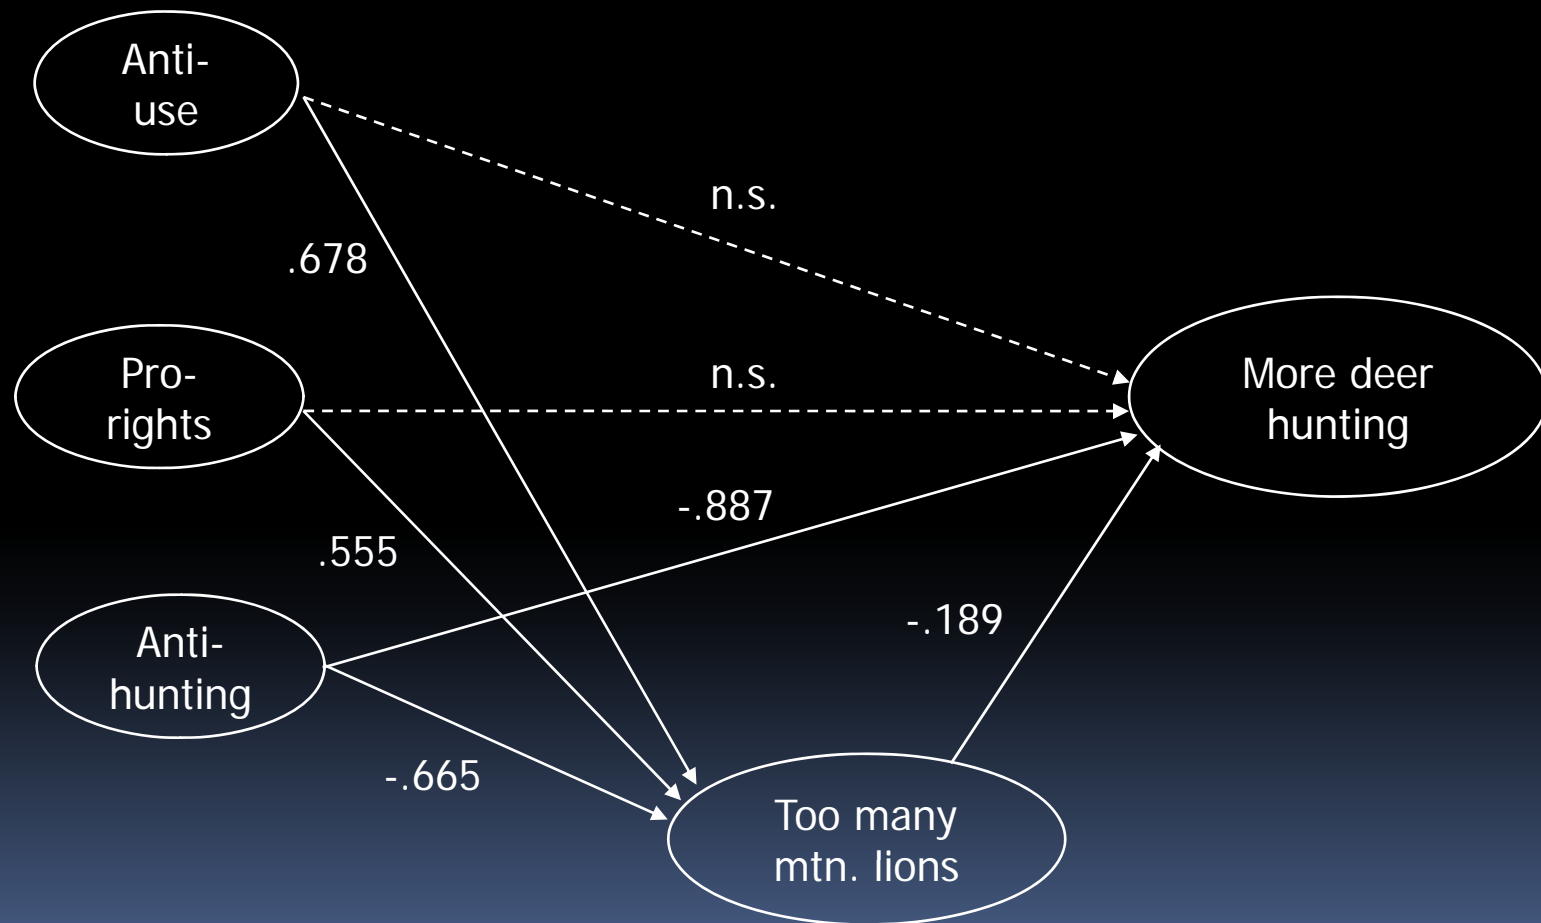 Anti-
use
n.s.
.678
Pro-
rights
n.s.
More deer
hunting
-.887
.555
-.189
Anti-
hunting
-.665
Too many
mtn. lions